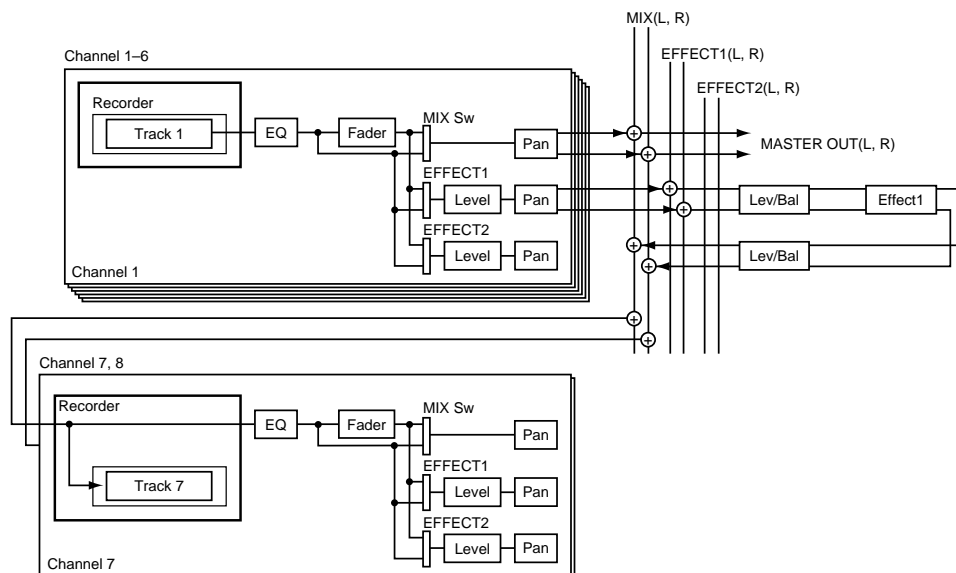 MIX(L, R)
Channel 1–6
EFFECT1(L, R)
EFFECT2(L, R)
Recorder
Track 1
EQ
Fader
MIX Sw
Pan
MASTER OUT(L, R)
EFFECT1
Level
Pan
Lev/Bal
Effect1
EFFECT2
Level
Pan
Lev/Bal
Channel 1
Channel 7, 8
Recorder
EQ
Fader
MIX Sw
Pan
Track 7
EFFECT1
Level
Pan
EFFECT2
Level
Pan
Channel 7